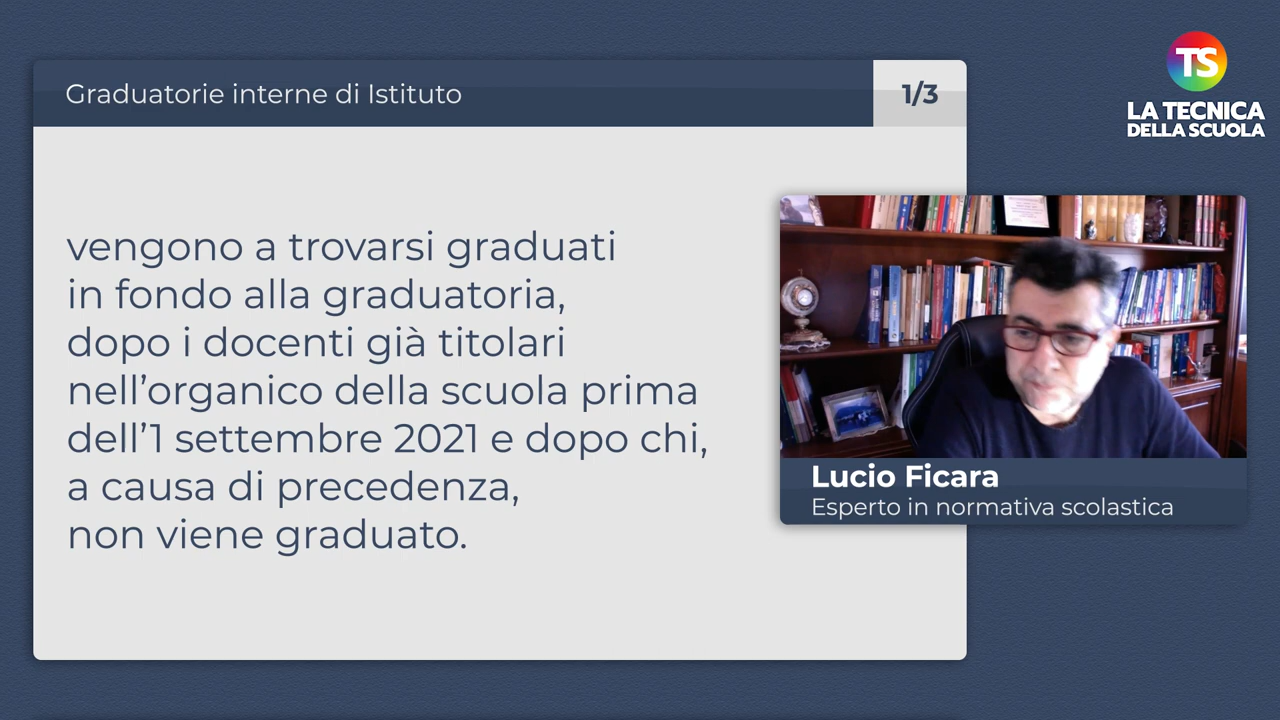 Graduatorie interne di Istituto
1/3
TS
LA TECNICA
DELLA SCUOLA
vengono a trovarsi graduati
in fondo alla graduatoria,
dopo i docenti già titolari
nell’organico della scuola prima
dell’1 settembre 2021 e dopo chi,
a causa di precedenza,
non viene graduato.
Lucio Ficara
Esperto in normativa scolastica